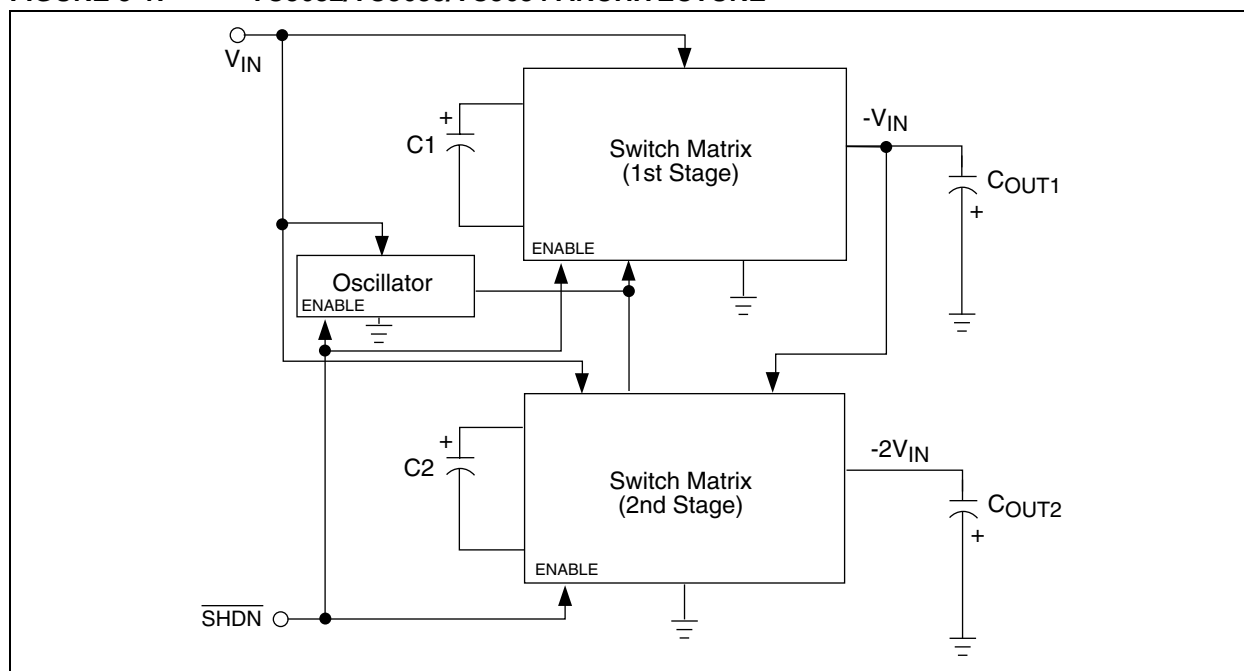 V_IN
+
C1
Switch Matrix
(1st Stage)
ENABLE
-V_IN
C_OUT1
+
Oscillator
ENABLE
+
C2
Switch Matrix
(2nd Stage)
ENABLE
-2V_IN
C_OUT2
+
SHDN